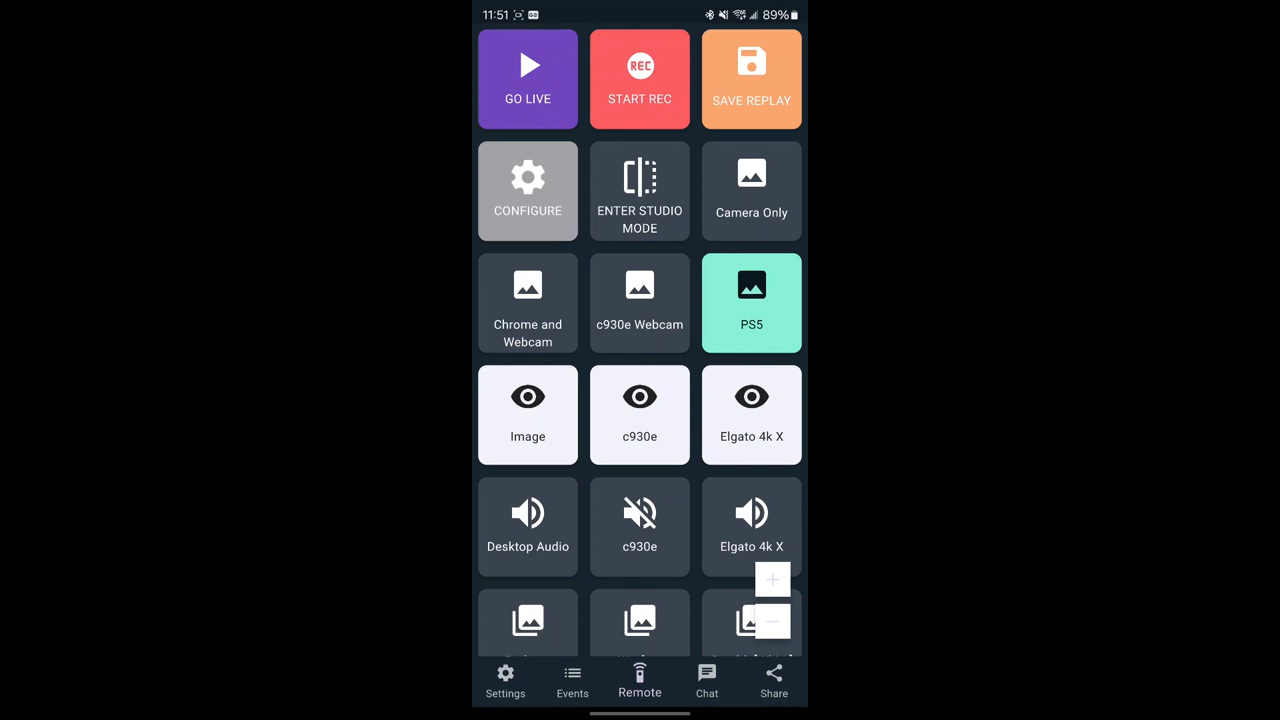 11:51
89%
GO LIVE
REC
START REC
SAVE REPLAY
CONFIGURE
ENTER STUDIO
MODE
Camera Only
Chrome and
Webcam
c930e Webcam
PS5
Image
c930e
Elgato 4k X
Desktop Audio
c930e
Elgato 4k X
+
−
Settings
Events
Remote
Chat
Share